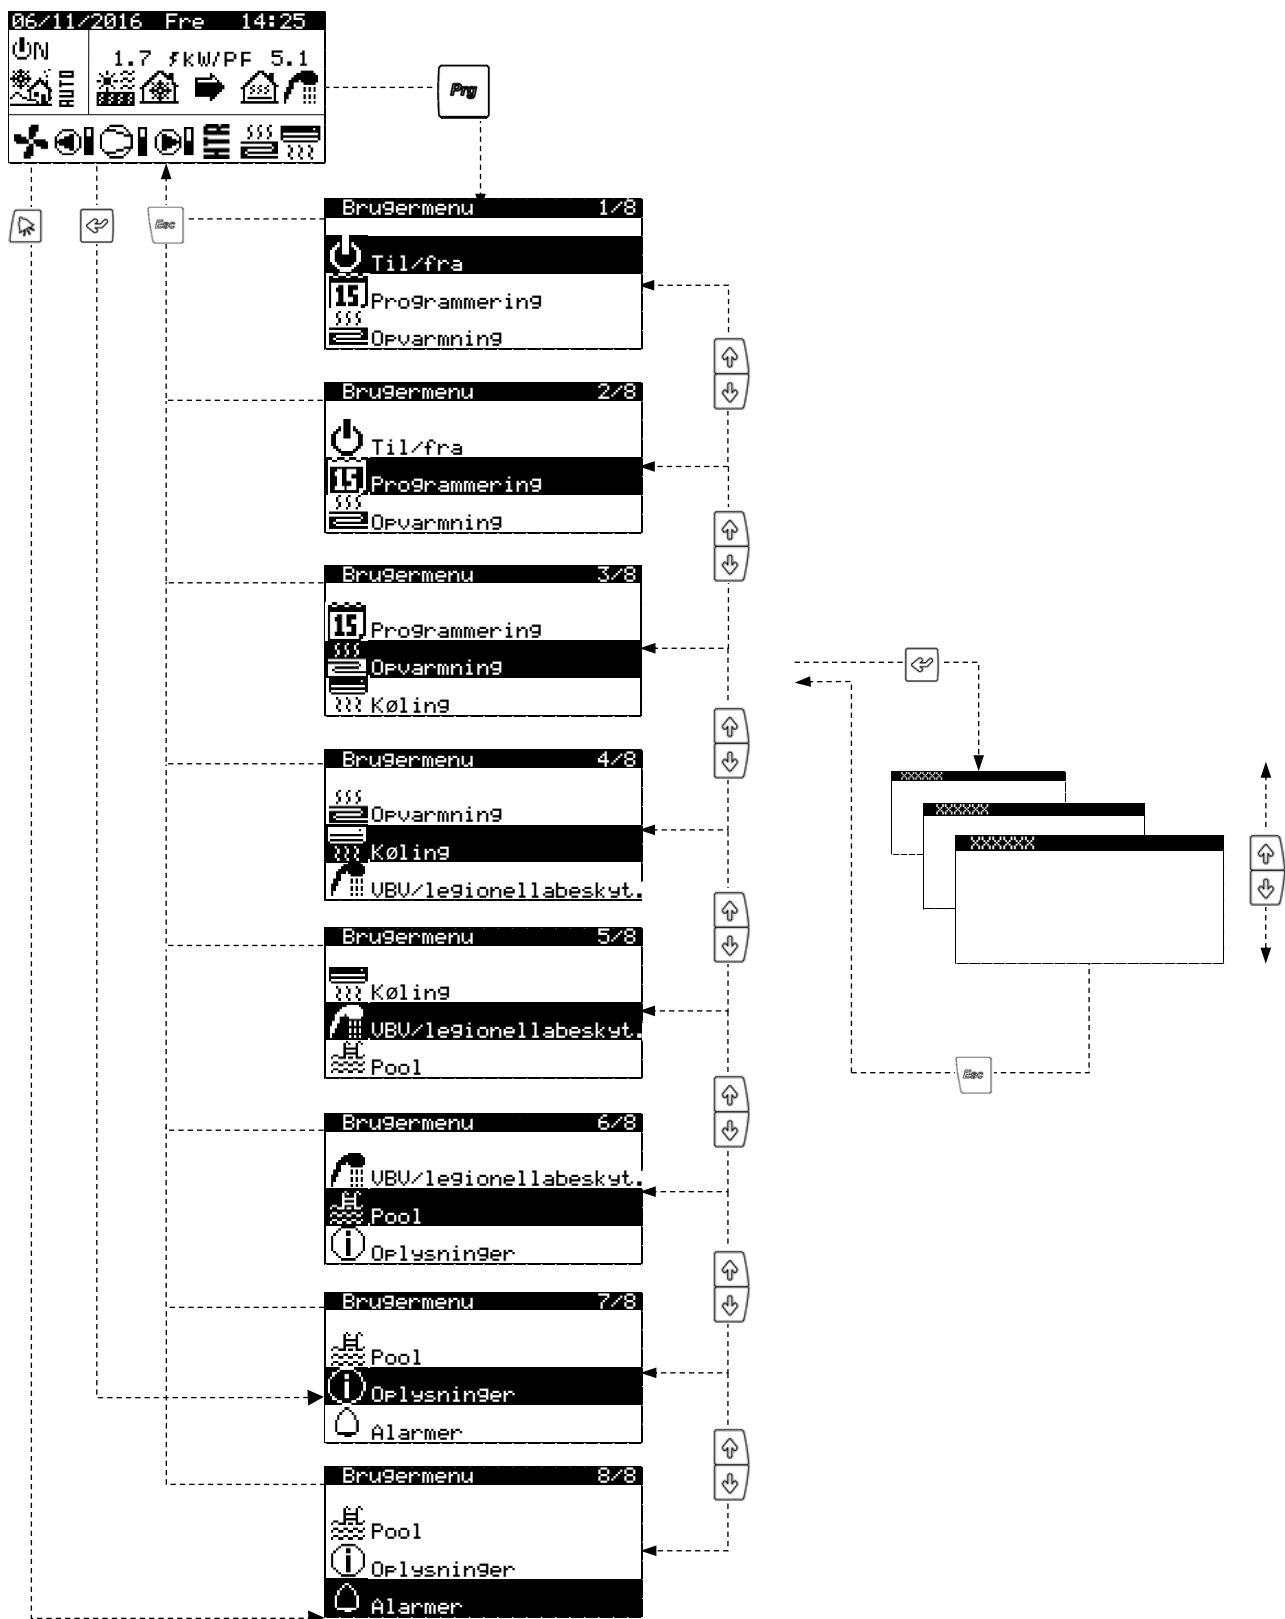 06/11/2016 Fre 14:25
ON
1.7 kW/PF 5.1
AUTO
HTR
Prg
Esc
Brugermenu 1/8
Til/fra
15 Programmering
Opvarmning
Brugermenu 2/8
Til/fra
15 Programmering
Opvarmning
Brugermenu 3/8
15 Programmering
Opvarmning
Køling
Brugermenu 4/8
Opvarmning
Køling
VBV/legionellabeskyt.
Brugermenu 5/8
Køling
VBV/legionellabeskyt.
Pool
Brugermenu 6/8
VBV/legionellabeskyt.
Pool
i Oplysninger
Brugermenu 7/8
Pool
i Oplysninger
Alarmer
Brugermenu 8/8
Pool
i Oplysninger
Alarmer
XXXXXX
XXXXXX
XXXXXX
Esc